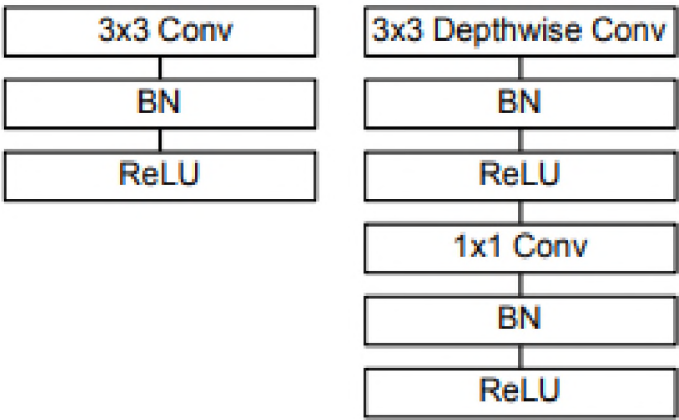 3x3 Conv
BN
ReLU
3x3 Depthwise Conv
BN
ReLU
1x1 Conv
BN
ReLU